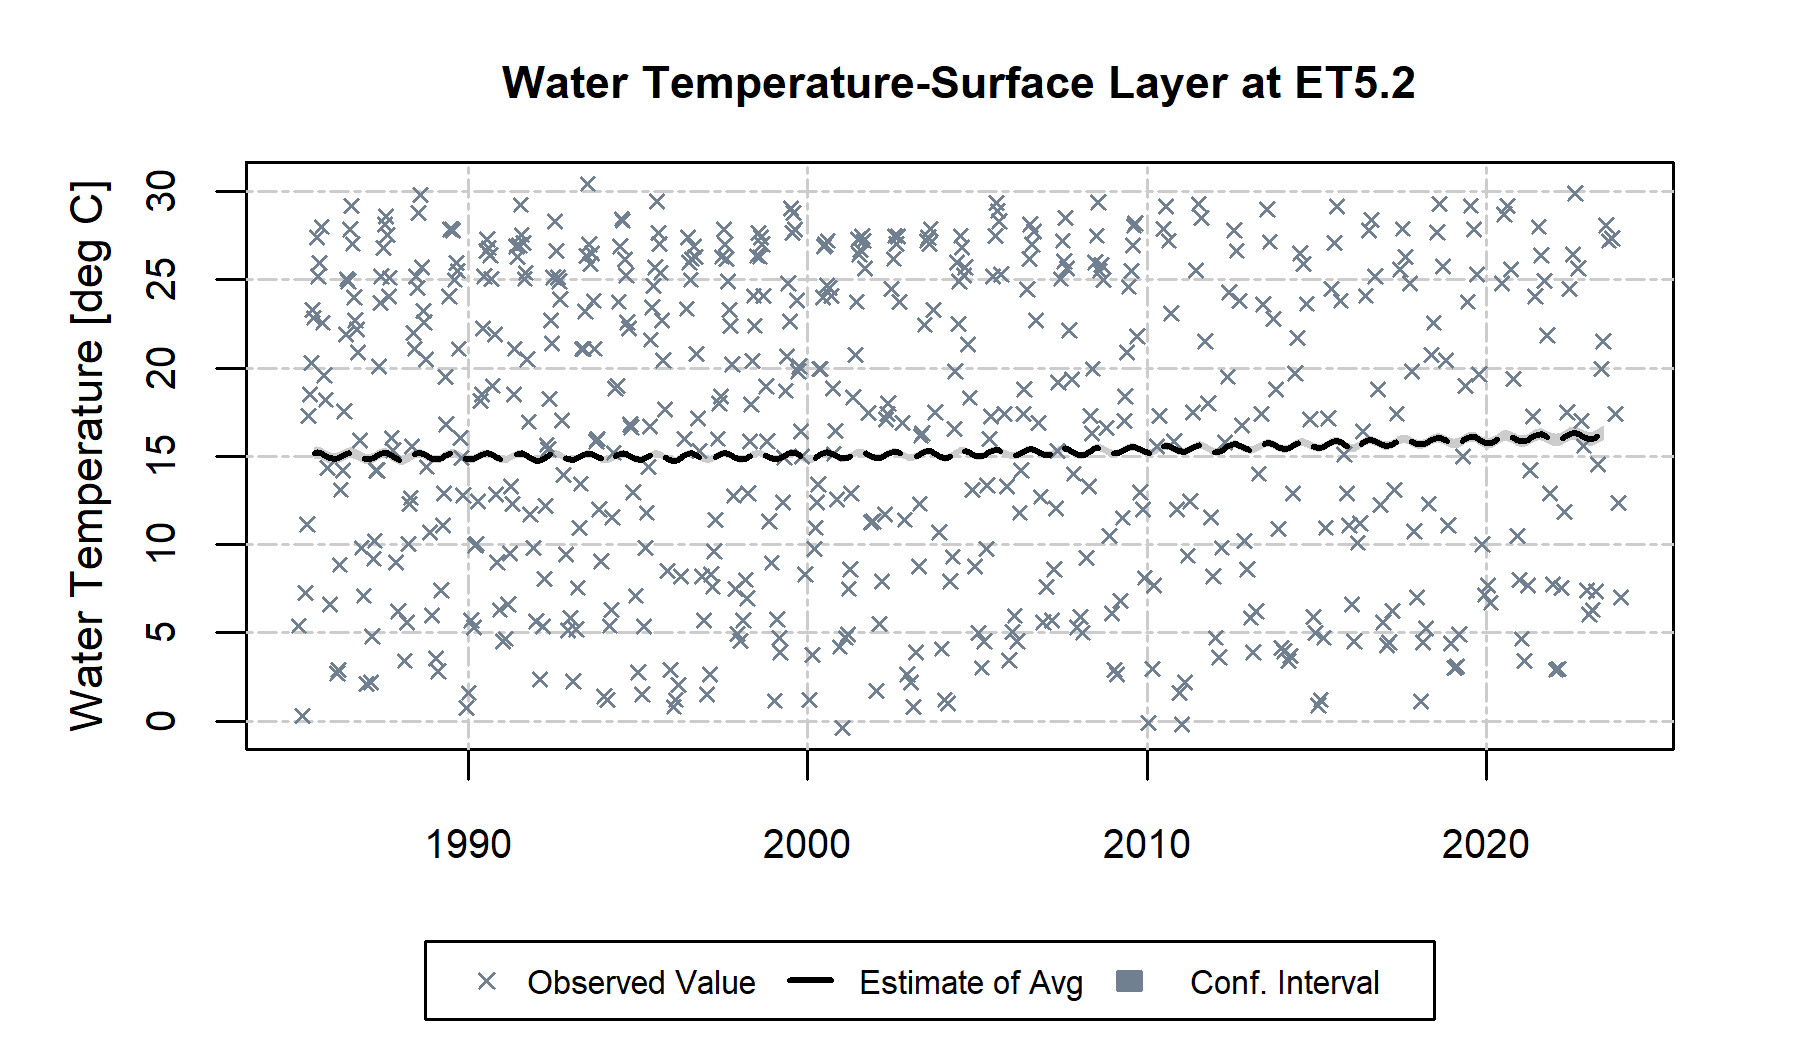 Water Temperature-Surface Layer at ET5.2
Water Temperature [deg C]
30
25
20
15
10
5
0
1990 2000 2010 2020
Observed Value Estimate of Avg Conf. Interval